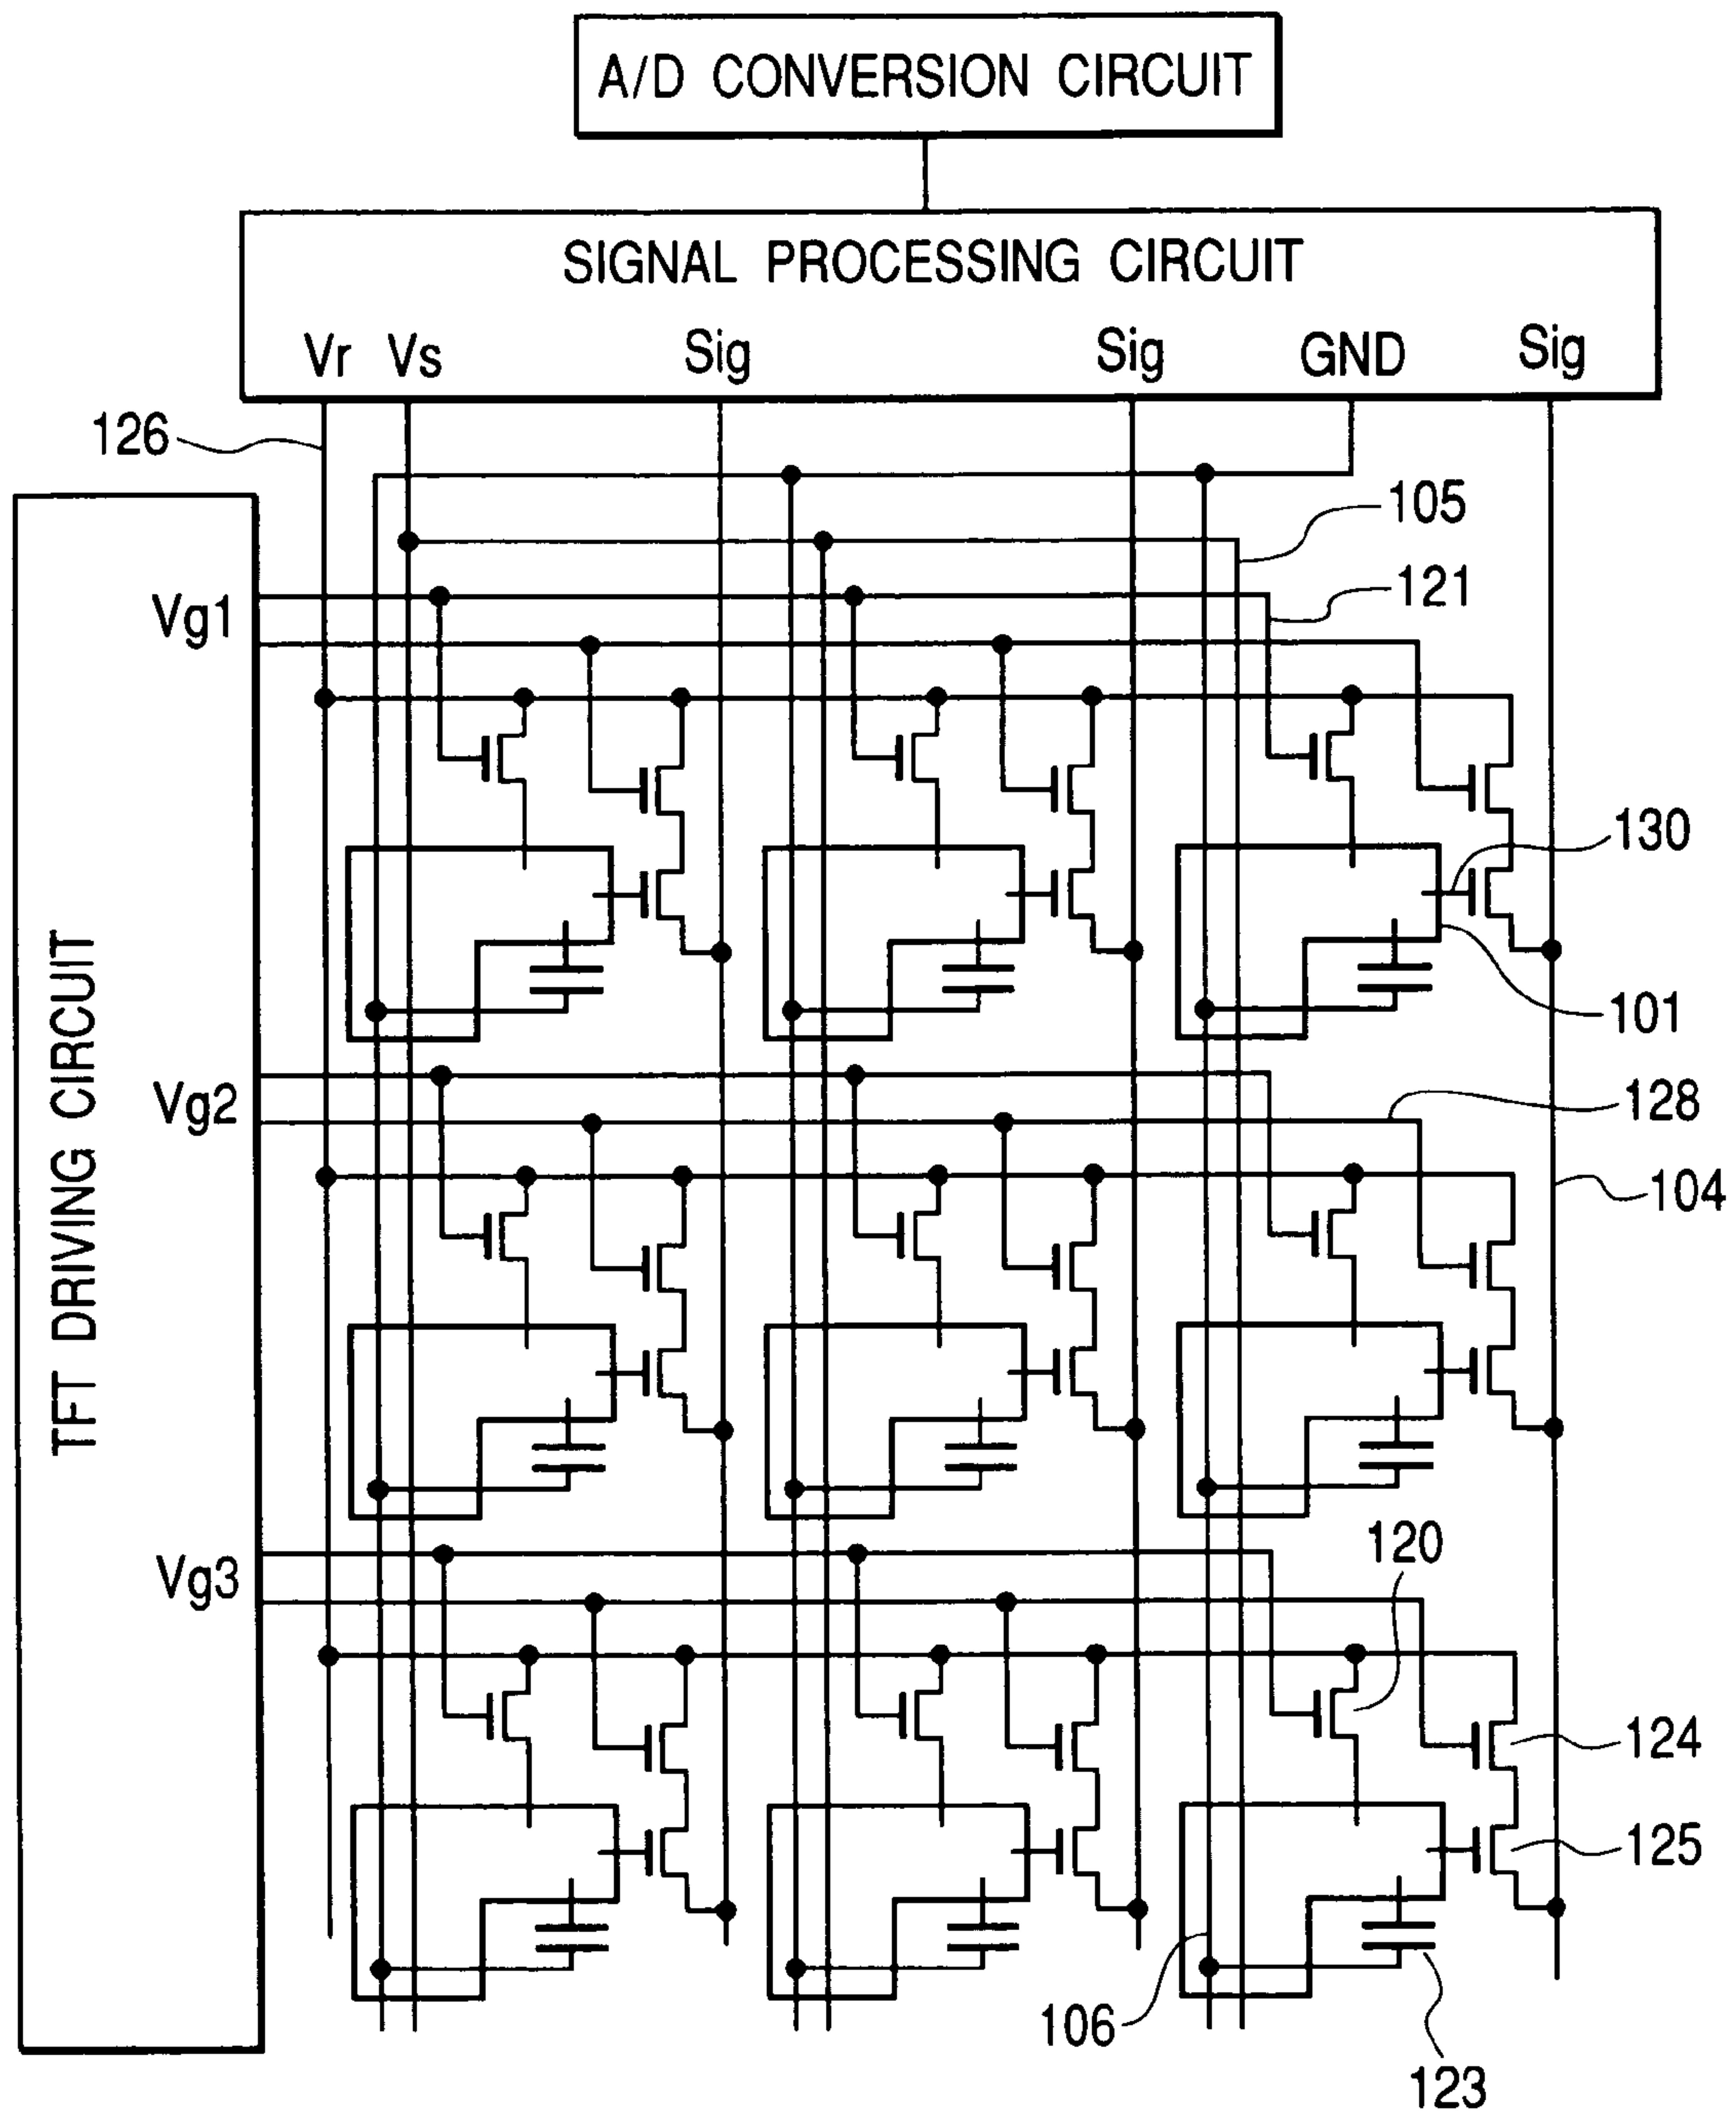 A/D CONVERSION CIRCUIT
SIGNAL PROCESSING CIRCUIT
Vr Vs Sig Sig GND Sig
126
105
121
Vg1
130
101
TFT DRIVING CIRCUIT
Vg2
128
104
120
Vg3
124
125
106
123